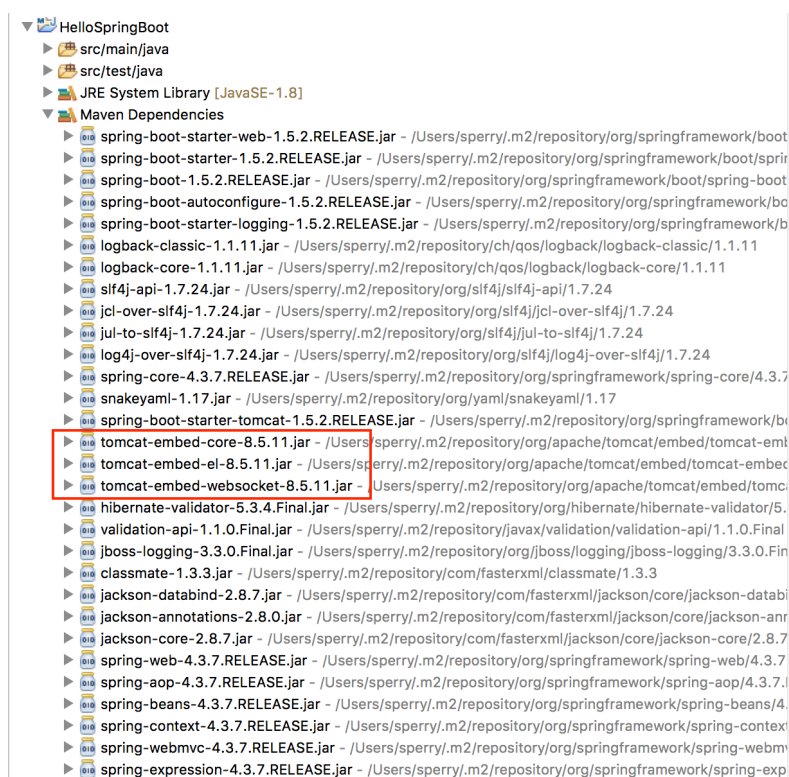 HelloSpringBoot
src/main/java
src/test/java
JRE System Library [JavaSE-1.8]
Maven Dependencies
spring-boot-starter-web-1.5.2.RELEASE.jar - /Users/sperry/.m2/repository/org/springframework/boot
spring-boot-starter-1.5.2.RELEASE.jar - /Users/sperry/.m2/repository/org/springframework/boot/sprin
spring-boot-1.5.2.RELEASE.jar - /Users/sperry/.m2/repository/org/springframework/boot/spring-boot
spring-boot-autoconfigure-1.5.2.RELEASE.jar - /Users/sperry/.m2/repository/org/springframework/bo
spring-boot-starter-logging-1.5.2.RELEASE.jar - /Users/sperry/.m2/repository/org/springframework/b
logback-classic-1.1.11.jar - /Users/sperry/.m2/repository/ch/qos/logback/logback-classic/1.1.11
logback-core-1.1.11.jar - /Users/sperry/.m2/repository/ch/qos/logback/logback-core/1.1.11
slf4j-api-1.7.24.jar - /Users/sperry/.m2/repository/org/slf4j/slf4j-api/1.7.24
jcl-over-slf4j-1.7.24.jar - /Users/sperry/.m2/repository/org/slf4j/jcl-over-slf4j/1.7.24
jul-to-slf4j-1.7.24.jar - /Users/sperry/.m2/repository/org/slf4j/jul-to-slf4j/1.7.24
log4j-over-slf4j-1.7.24.jar - /Users/sperry/.m2/repository/org/slf4j/log4j-over-slf4j/1.7.24
spring-core-4.3.7.RELEASE.jar - /Users/sperry/.m2/repository/org/springframework/spring-core/4.3.7
snakeyaml-1.17.jar - /Users/sperry/.m2/repository/org/yaml/snakeyaml/1.17
spring-boot-starter-tomcat-1.5.2.RELEASE.jar - /Users/sperry/.m2/repository/org/springframework/bo
tomcat-embed-core-8.5.11.jar - /Users/sperry/.m2/repository/org/apache/tomcat/embed/tomcat-emb
tomcat-embed-el-8.5.11.jar - /Users/sperry/.m2/repository/org/apache/tomcat/embed/tomcat-embed
tomcat-embed-websocket-8.5.11.jar - /Users/sperry/.m2/repository/org/apache/tomcat/embed/tomca
hibernate-validator-5.3.4.Final.jar - /Users/sperry/.m2/repository/org/hibernate/hibernate-validator/5.
validation-api-1.1.0.Final.jar - /Users/sperry/.m2/repository/javax/validation/validation-api/1.1.0.Final
jboss-logging-3.3.0.Final.jar - /Users/sperry/.m2/repository/org/jboss/logging/jboss-logging/3.3.0.Fin
classmate-1.3.3.jar - /Users/sperry/.m2/repository/com/fasterxml/classmate/1.3.3
jackson-databind-2.8.7.jar - /Users/sperry/.m2/repository/com/fasterxml/jackson/core/jackson-databi
jackson-annotations-2.8.0.jar - /Users/sperry/.m2/repository/com/fasterxml/jackson/core/jackson-anr
jackson-core-2.8.7.jar - /Users/sperry/.m2/repository/com/fasterxml/jackson/core/jackson-core/2.8.7
spring-web-4.3.7.RELEASE.jar - /Users/sperry/.m2/repository/org/springframework/spring-web/4.3.7
spring-aop-4.3.7.RELEASE.jar - /Users/sperry/.m2/repository/org/springframework/spring-aop/4.3.7.
spring-beans-4.3.7.RELEASE.jar - /Users/sperry/.m2/repository/org/springframework/spring-beans/4.
spring-context-4.3.7.RELEASE.jar - /Users/sperry/.m2/repository/org/springframework/spring-contex
spring-webmvc-4.3.7.RELEASE.jar - /Users/sperry/.m2/repository/org/springframework/spring-webm
spring-expression-4.3.7.RELEASE.jar - /Users/sperry/.m2/repository/org/springframework/spring-exp